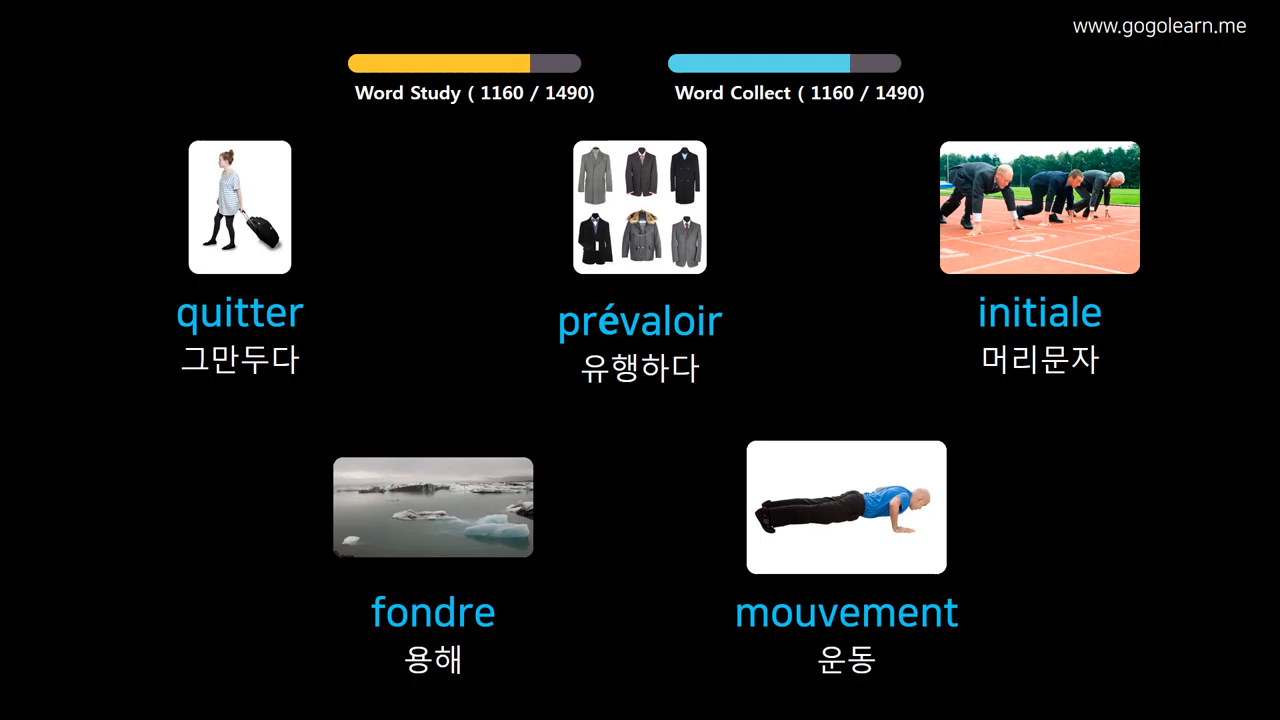 www.gogolearn.me
Word Study ( 1160 / 1490)
Word Collect ( 1160 / 1490)
quitter
그만두다
prévaloir
유행하다
initiale
머리문자
fondre
용해
mouvement
운동